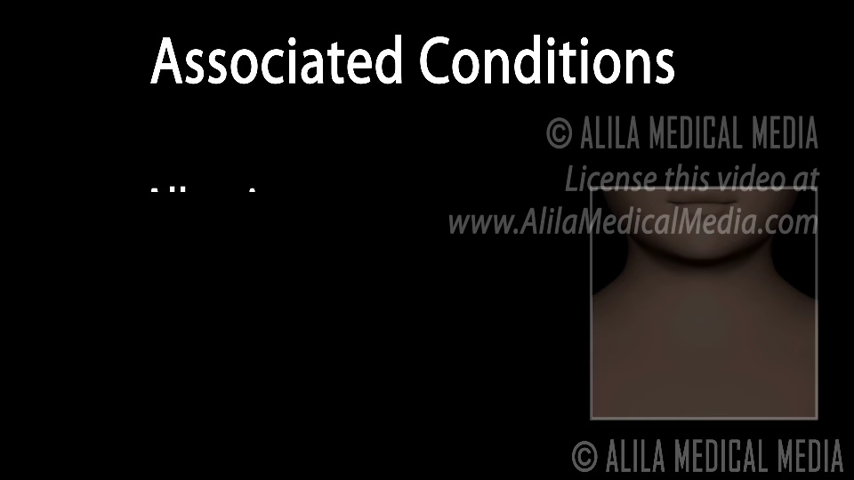 Associated Conditions
© ALILA MEDICAL MEDIA
License this video at
www.AlilaMedicalMedia.com
© ALILA MEDICAL MEDIA